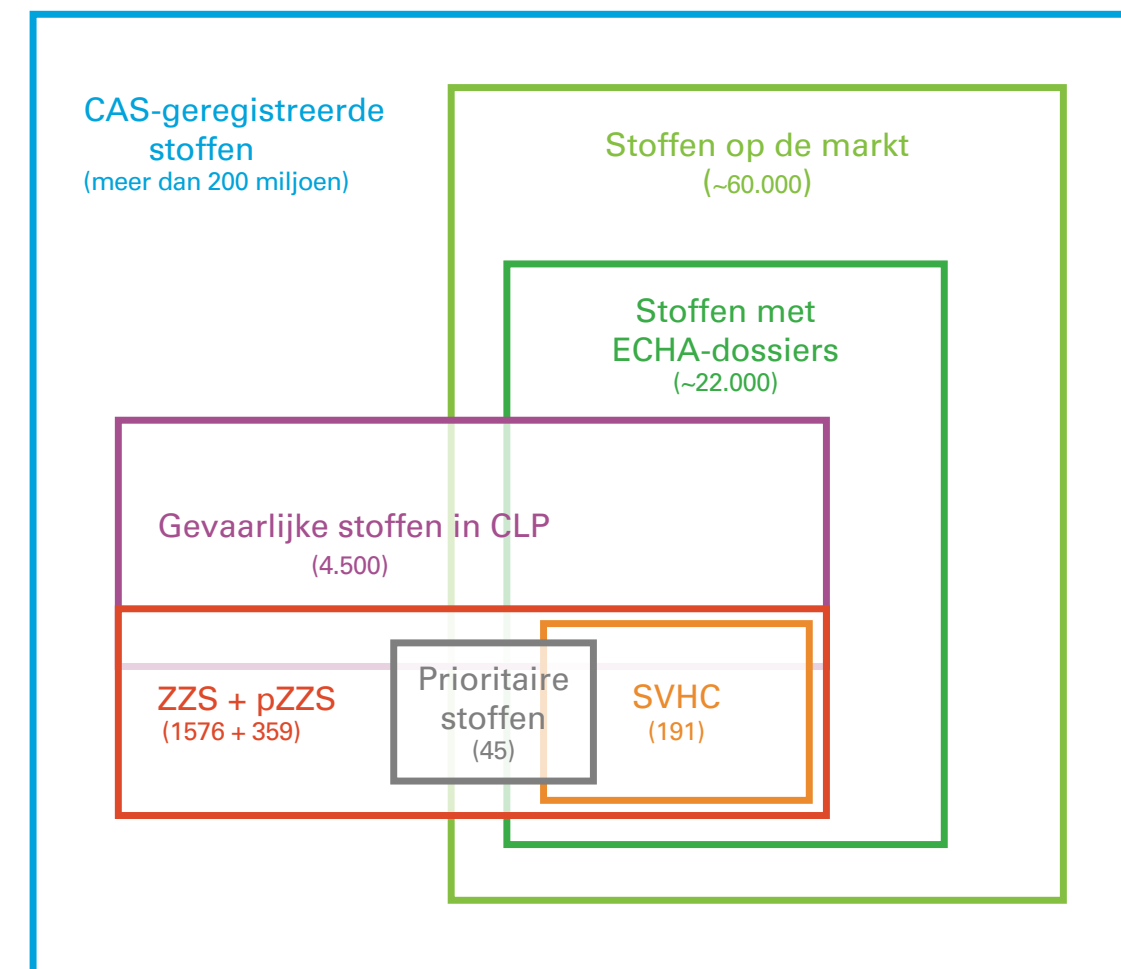 CAS-geregistreerde
stoffen
(meer dan 200 miljoen)
Stoffen op de markt
(~60.000)
Stoffen met
ECHA-dossiers
(~22.000)
Gevaarlijke stoffen in CLP
(4.500)
ZZS + pZZS
(1576 + 359)
Prioritaire
stoffen
(45)
SVHC
(191)